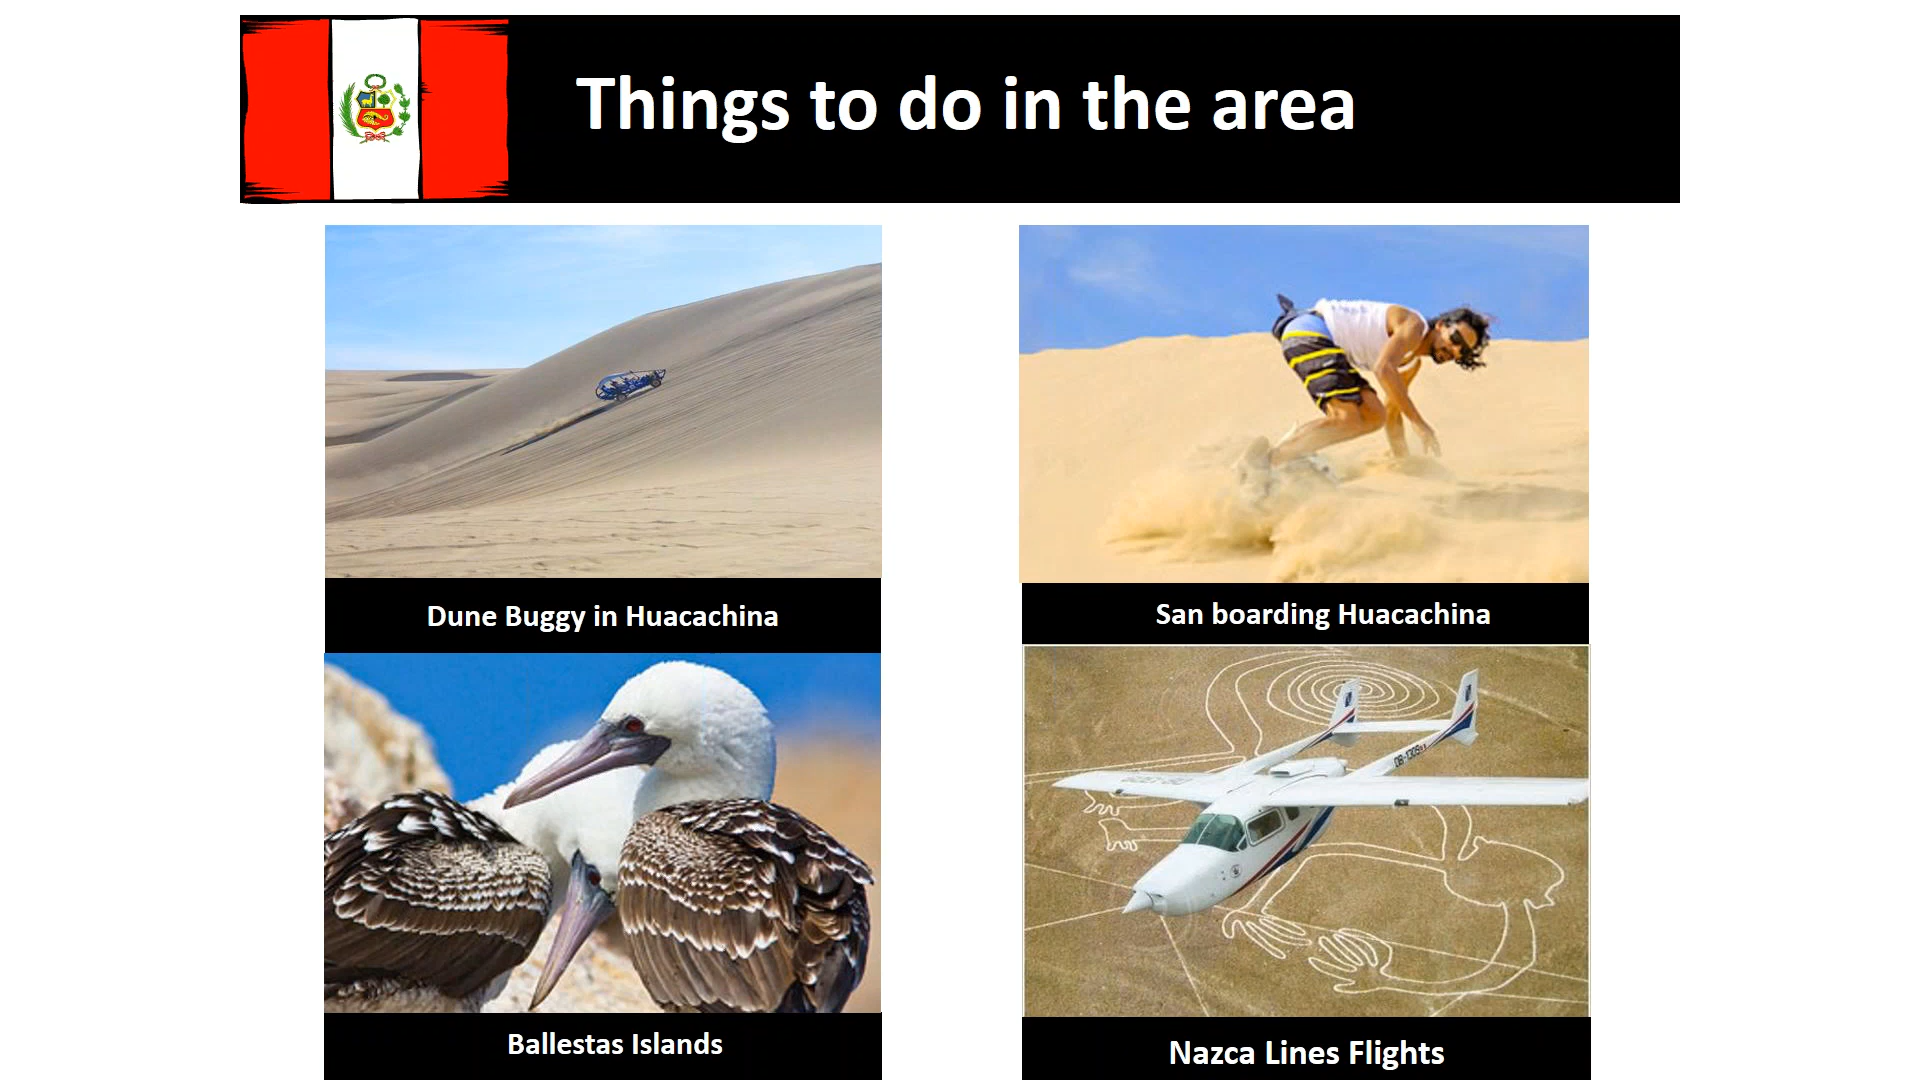 Things to do in the area
Dune Buggy in Huacachina
San boarding Huacachina
Ballestas Islands
Nazca Lines Flights